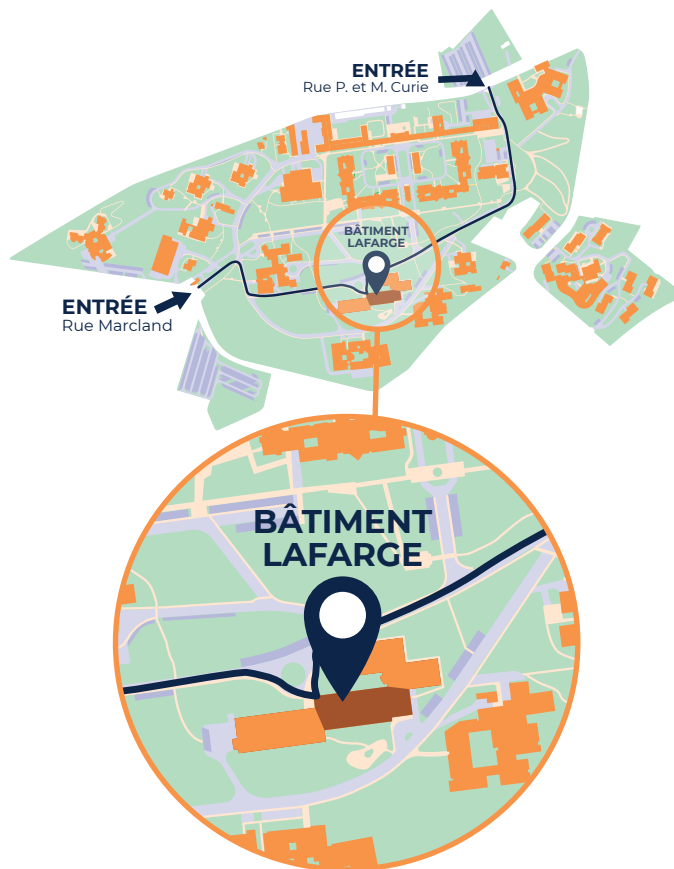 ENTRÉE
Rue P. et M. Curie
BÂTIMENT
LAFARGE
ENTRÉE
Rue Marcland
BÂTIMENT
LAFARGE